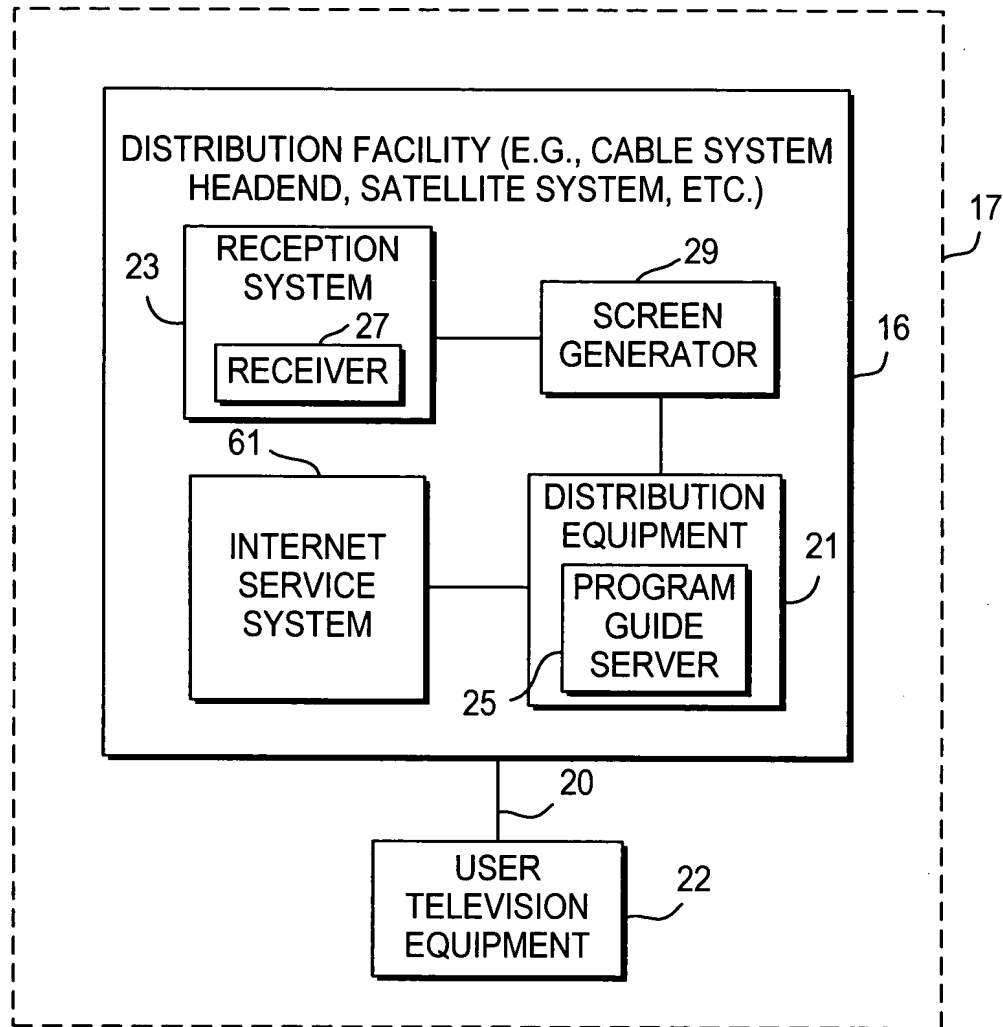 DISTRIBUTION FACILITY (E.G., CABLE SYSTEM
HEADEND, SATELLITE SYSTEM, ETC.)
17
23
RECEPTION
SYSTEM
27
RECEIVER
29
SCREEN
GENERATOR
16
61
INTERNET
SERVICE
SYSTEM
DISTRIBUTION
EQUIPMENT
21
PROGRAM
GUIDE
SERVER
25
20
USER
TELEVISION
EQUIPMENT
22